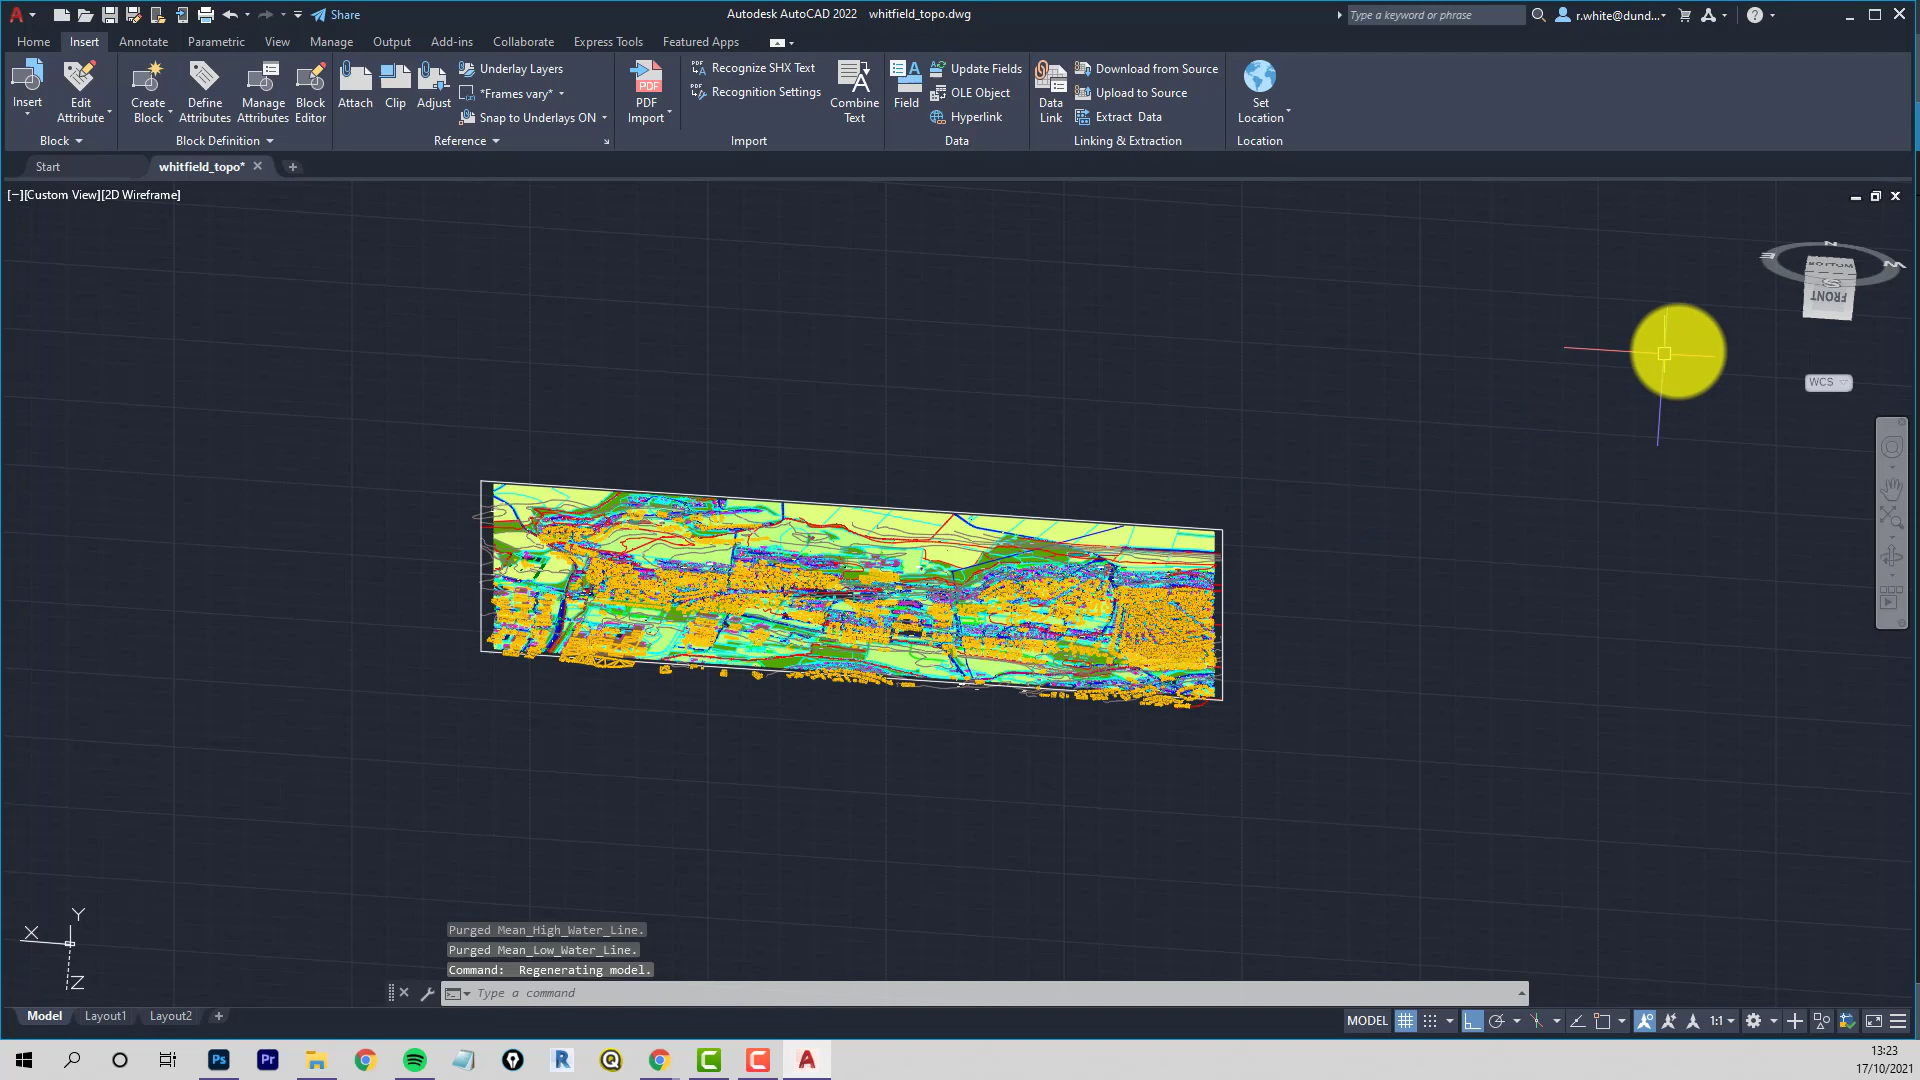 Share
Autodesk AutoCAD 2022 whitfield_topo.dwg
Type a keyword or phrase
r.white@dund...
Home Insert Annotate Parametric View Manage Output Add-ins Collaborate Express Tools Featured Apps
Insert
Edit
Attribute
Create
Block
Define
Attributes
Manage
Attributes
Block
Editor
Attach
Clip
Adjust
Underlay Layers
*Frames vary*
Snap to Underlays ON
PDF
PDF
Import
Recognize SHX Text
Recognition Settings
Combine
Text
Field
Update Fields
OLE Object
Hyperlink
Data
Link
Download from Source
Upload to Source
Extract Data
Set
Location
Block
Block Definition
Reference
Import
Data
Linking & Extraction
Location
Start
whitfield_topo*
[−][Custom View][2D Wireframe]
N
BOTTOM
S
FRONT
WCS
Y
X
Z
Purged Mean_High_Water_Line.
Purged Mean_Low_Water_Line.
Command: Regenerating model.
Type a command
Model Layout1 Layout2
MODEL
1:1
Ps
Pr
R
A
13:23
17/10/2021